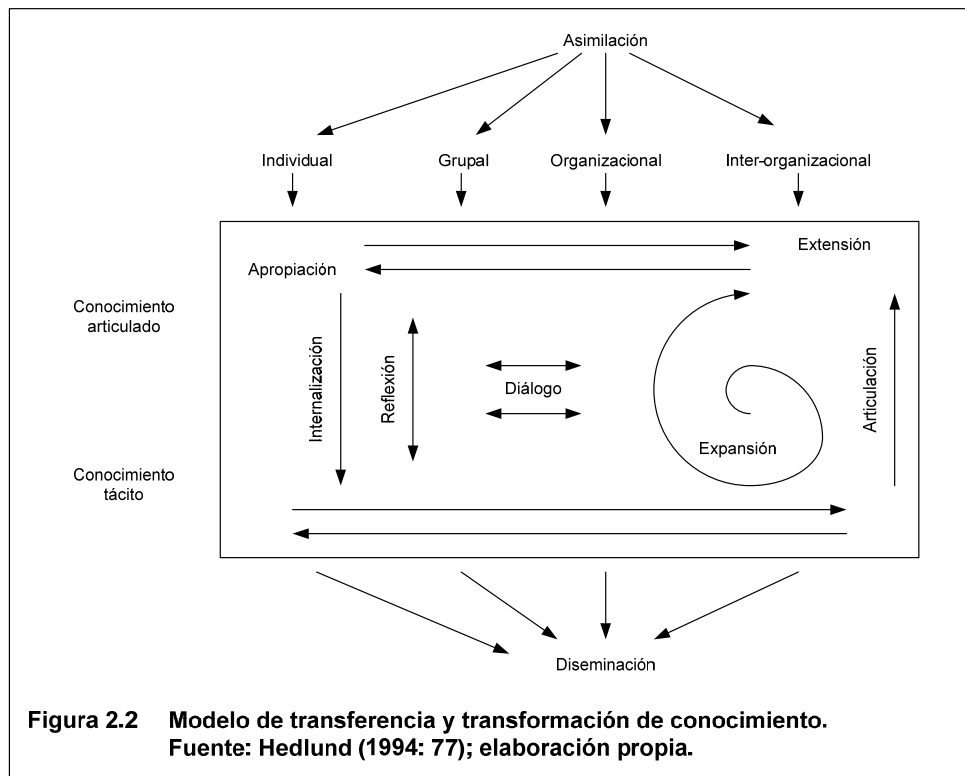 Asimilación
Individual
Grupal
Organizacional
Inter-organizacional
Extensión
Apropiación
Conocimiento
articulado
Internalización
Reflexión
Diálogo
Expansión
Articulación
Conocimiento
tácito
Diseminación
Figura 2.2 Modelo de transferencia y transformación de conocimiento.
Fuente: Hedlund (1994: 77); elaboración propia.